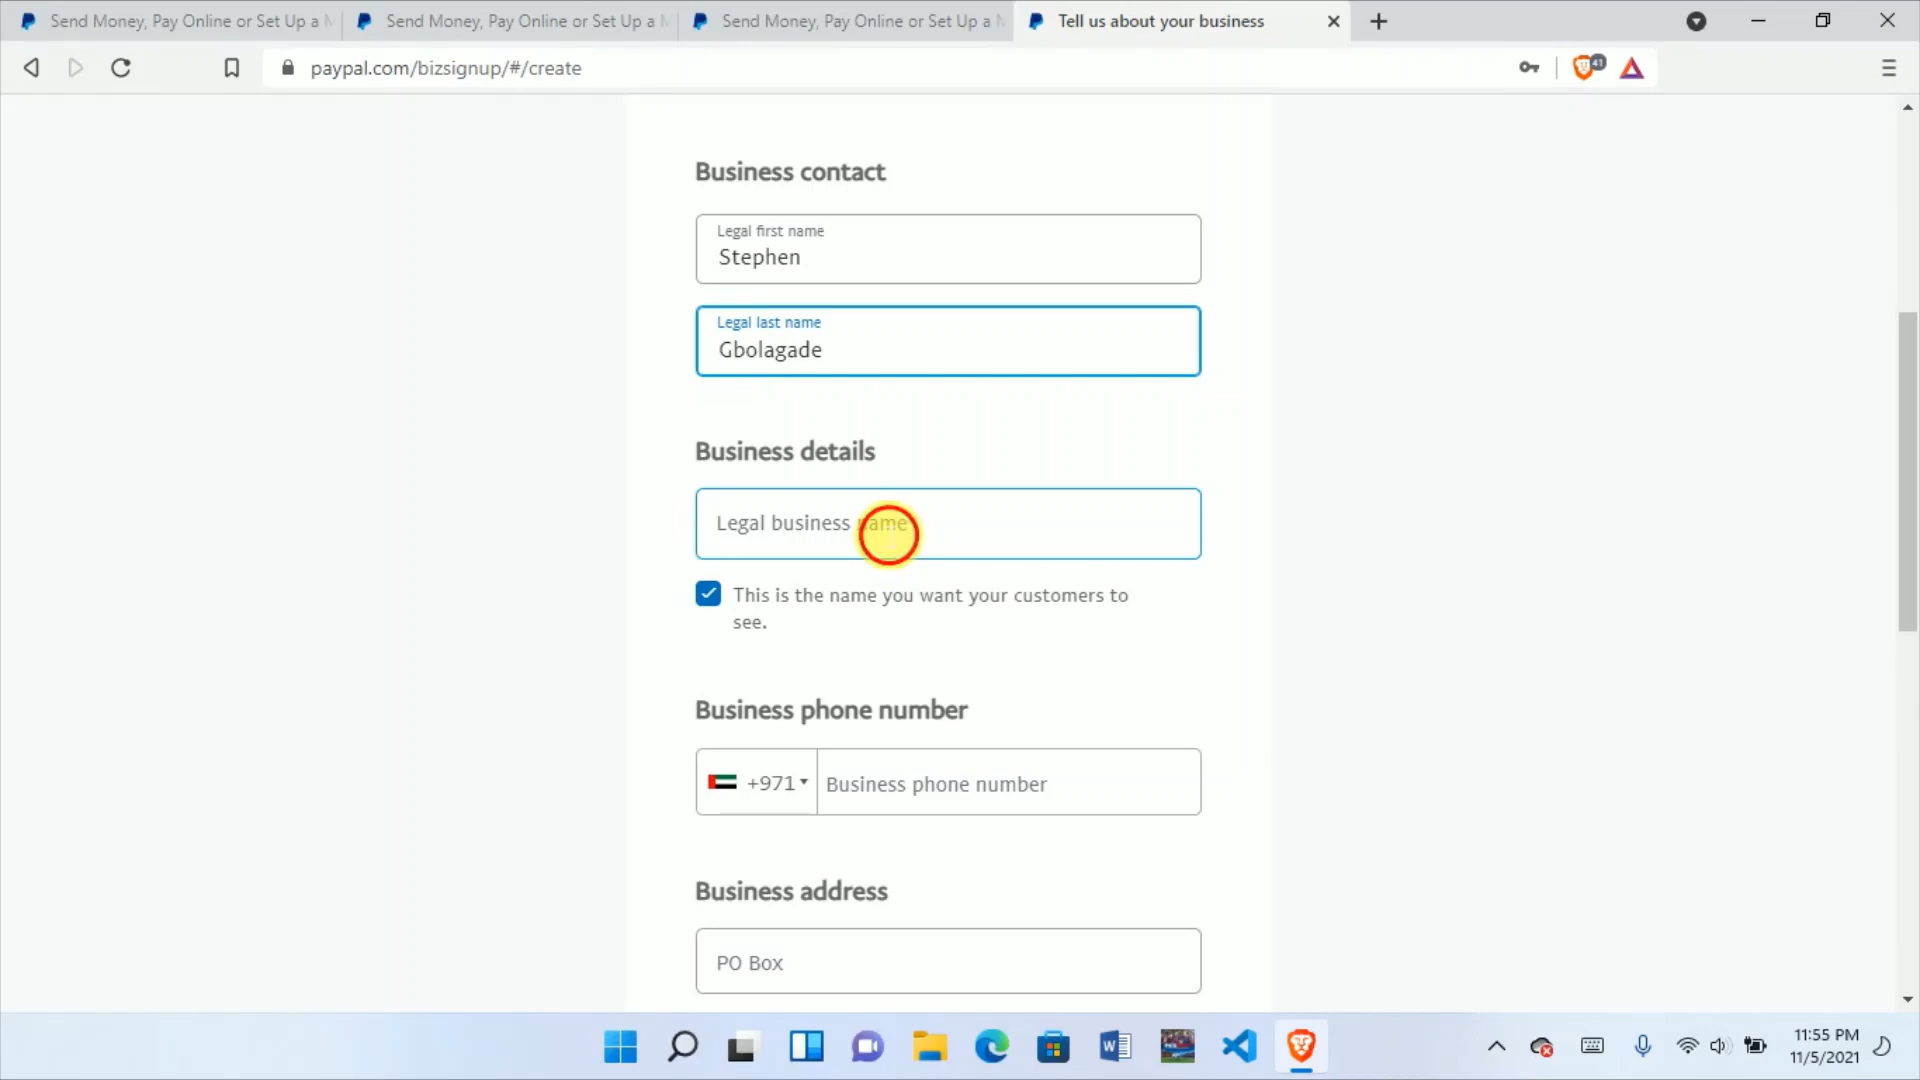 Send Money, Pay Online or Set Up a M
Send Money, Pay Online or Set Up a M
Send Money, Pay Online or Set Up a M
Tell us about your business
paypal.com/bizsignup/#/create
41
Business contact
Legal first name
Stephen
Legal last name
Gbolagade
Business details
Legal business name
This is the name you want your customers to
see.
Business phone number
+971
Business phone number
Business address
PO Box
W
11:55 PM
11/5/2021